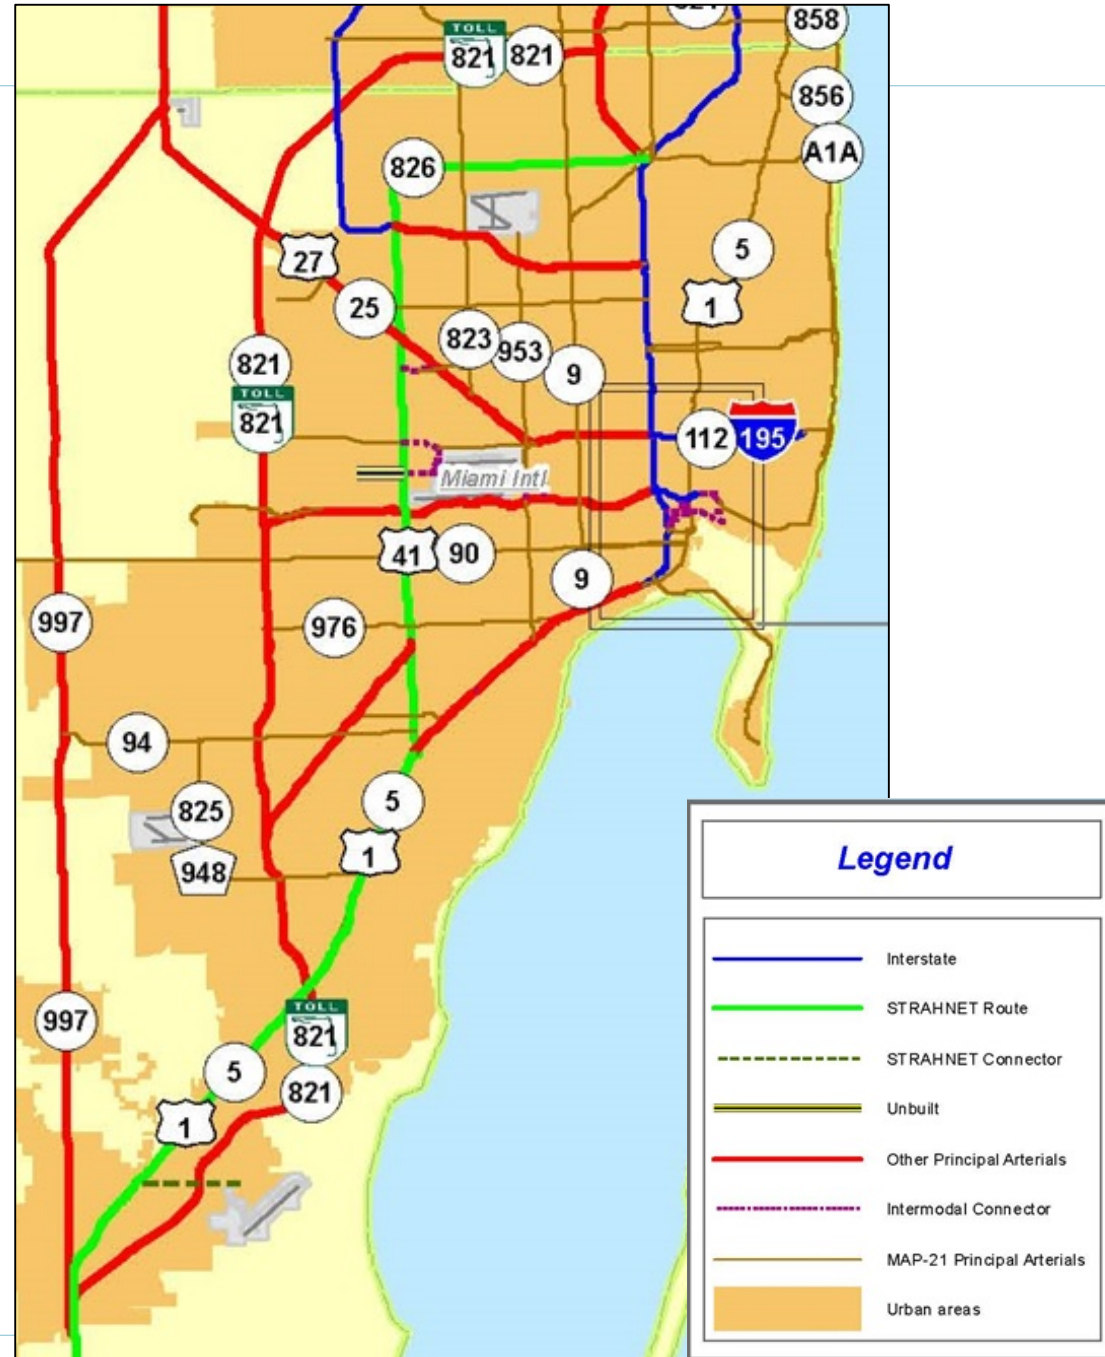 858
TOLL
821
821
856
A1A
826
5
27
1
25
823
953
9
821
TOLL
821
112
195
Miami Intl
41
90
9
997
976
94
5
825
1
948
997
TOLL
821
5
821
1
Legend
Interstate
STRAHNET Route
STRAHNET Connector
Unbuilt
Other Principal Arterials
Intermodal Connector
MAP-21 Principal Arterials
Urban areas